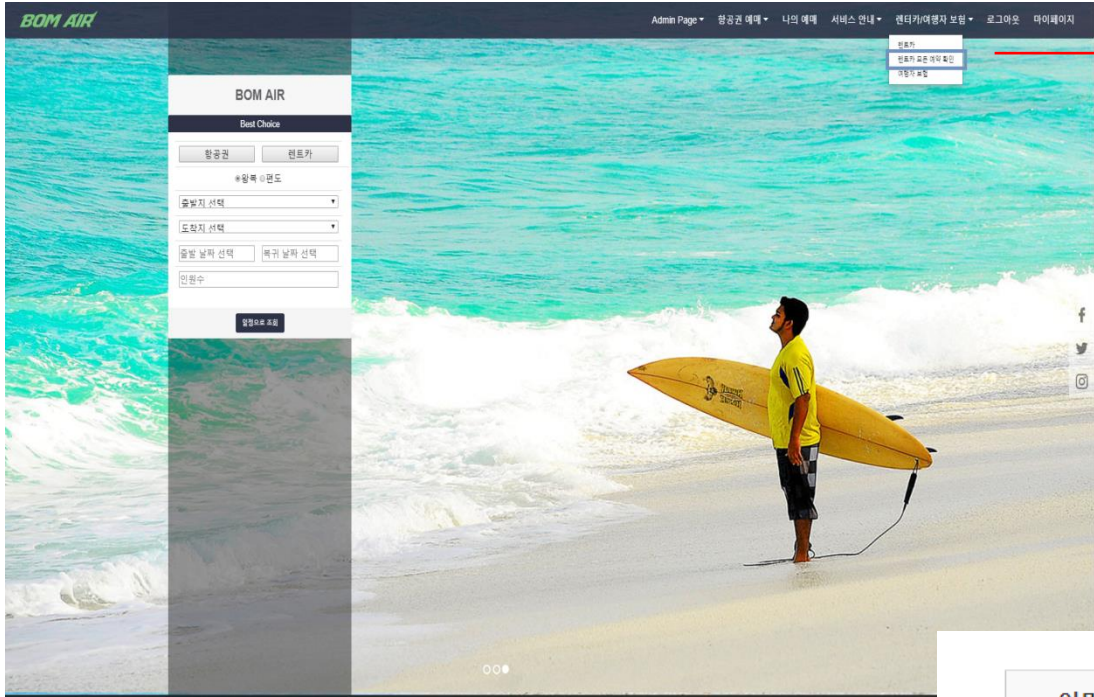 BOM AIR
Admin Page 항공권 예매 나의 예매 서비스 안내 렌터카/여행자 보험 로그아웃 마이페이지
렌트카
렌트카 모든 예약 확인
여행자 보험
BOM AIR
Best Choice
항공권 렌트카
왕복 편도
출발지 선택
도착지 선택
출발 날짜 선택 복귀 날짜 선택
인원수
일정으로 조회